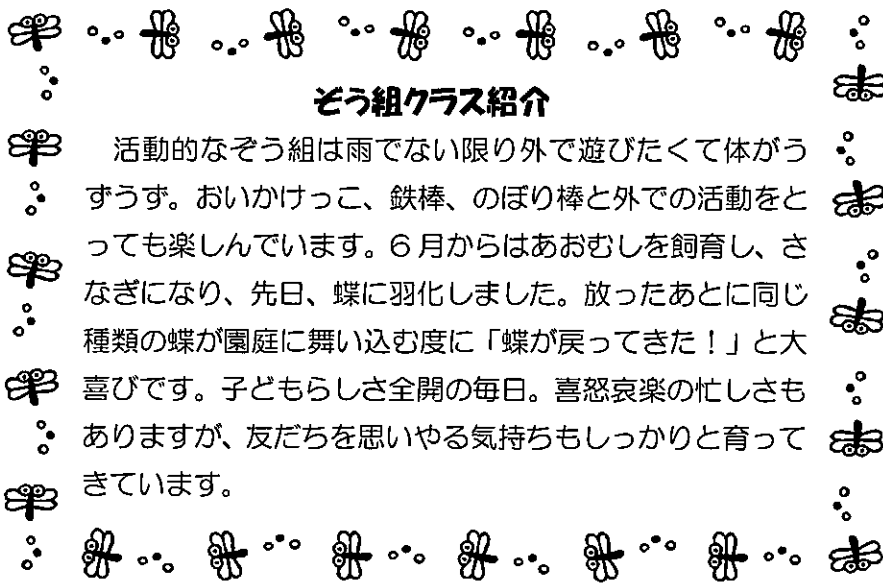 ぞう組クラス紹介
活動的なぞう組は雨でない限り外で遊びたくて体がう
ずうず。おいかけっこ、鉄棒、のぼり棒と外での活動をと
っても楽しんでいます。6月からはあおむしを飼育し、さ
なぎになり、先日、蝶に羽化しました。放ったあとに同じ
種類の蝶が園庭に舞い込む度に「蝶が戻ってきた！」と大
喜びです。子どもらしさ全開の毎日。喜怒哀楽の忙しさも
ありますが、友だちを思いやる気持ちもしっかりと育って
きています。